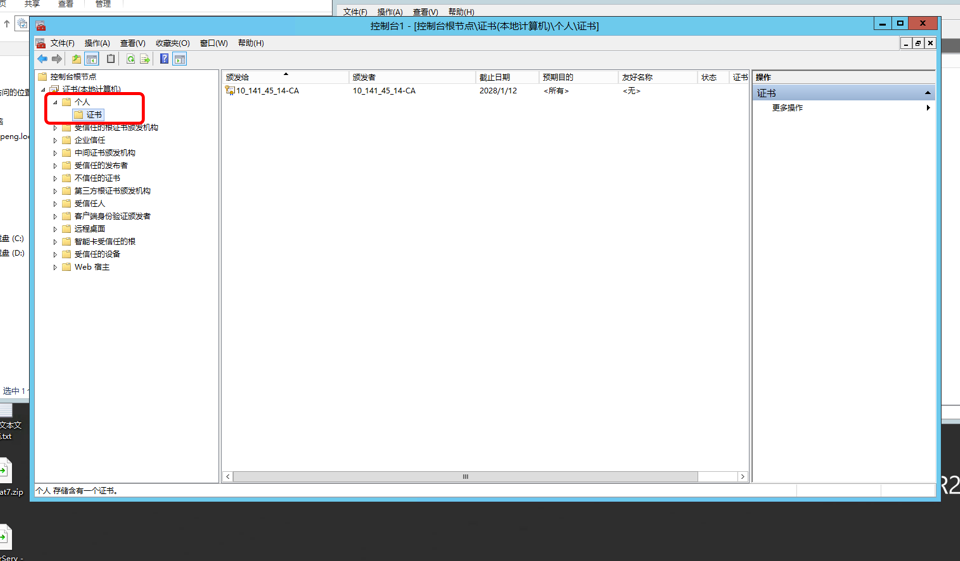 共享 查看 管理
文件(F) 操作(A) 查看(V) 帮助(H)
控制台1 - [控制台根节点\证书(本地计算机)\个人\证书]
文件(F) 操作(A) 查看(V) 收藏夹(O) 窗口(W) 帮助(H)
控制台根节点
证书(本地计算机)
个人
证书
受信任的根证书颁发机构
企业信任
中间证书颁发机构
受信任的发布者
不信任的证书
第三方根证书颁发机构
受信任人
客户端身份验证颁发者
远程桌面
智能卡受信任的根
受信任的设备
Web 宿主
颁发给 颁发者 截止日期 预期目的 友好名称 状态 证书
10_141_45_14-CA 10_141_45_14-CA 2028/1/12 <所有> <无>
操作
证书
更多操作
个人 存储含有一个证书。
问的位置
peng.loc
盘 (C:)
盘 (D:)
选中 1
文本文
.txt
at7.zip
rServ -
R2